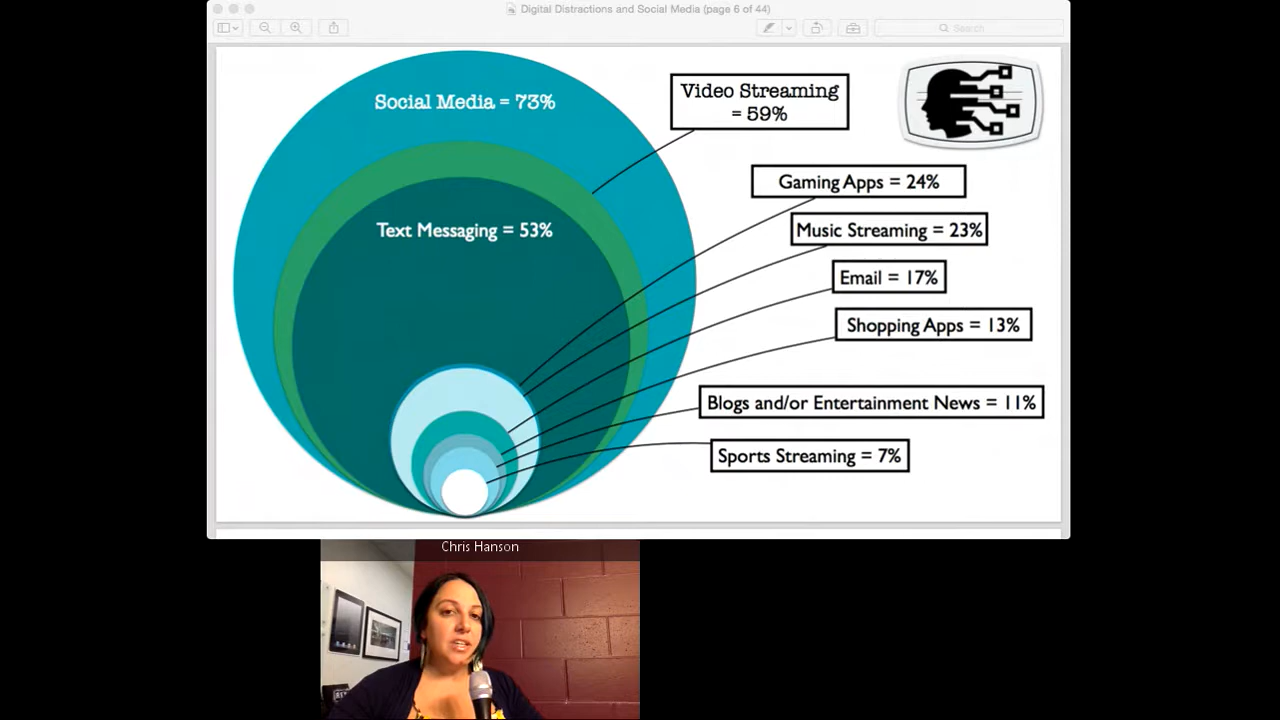 Digital Distractions and Social Media (page 6 of 44)
Search
Social Media = 73%
Video Streaming
= 59%
Gaming Apps = 24%
Text Messaging = 53%
Music Streaming = 23%
Email = 17%
Shopping Apps = 13%
Blogs and/or Entertainment News = 11%
Sports Streaming = 7%
Chris Hanson